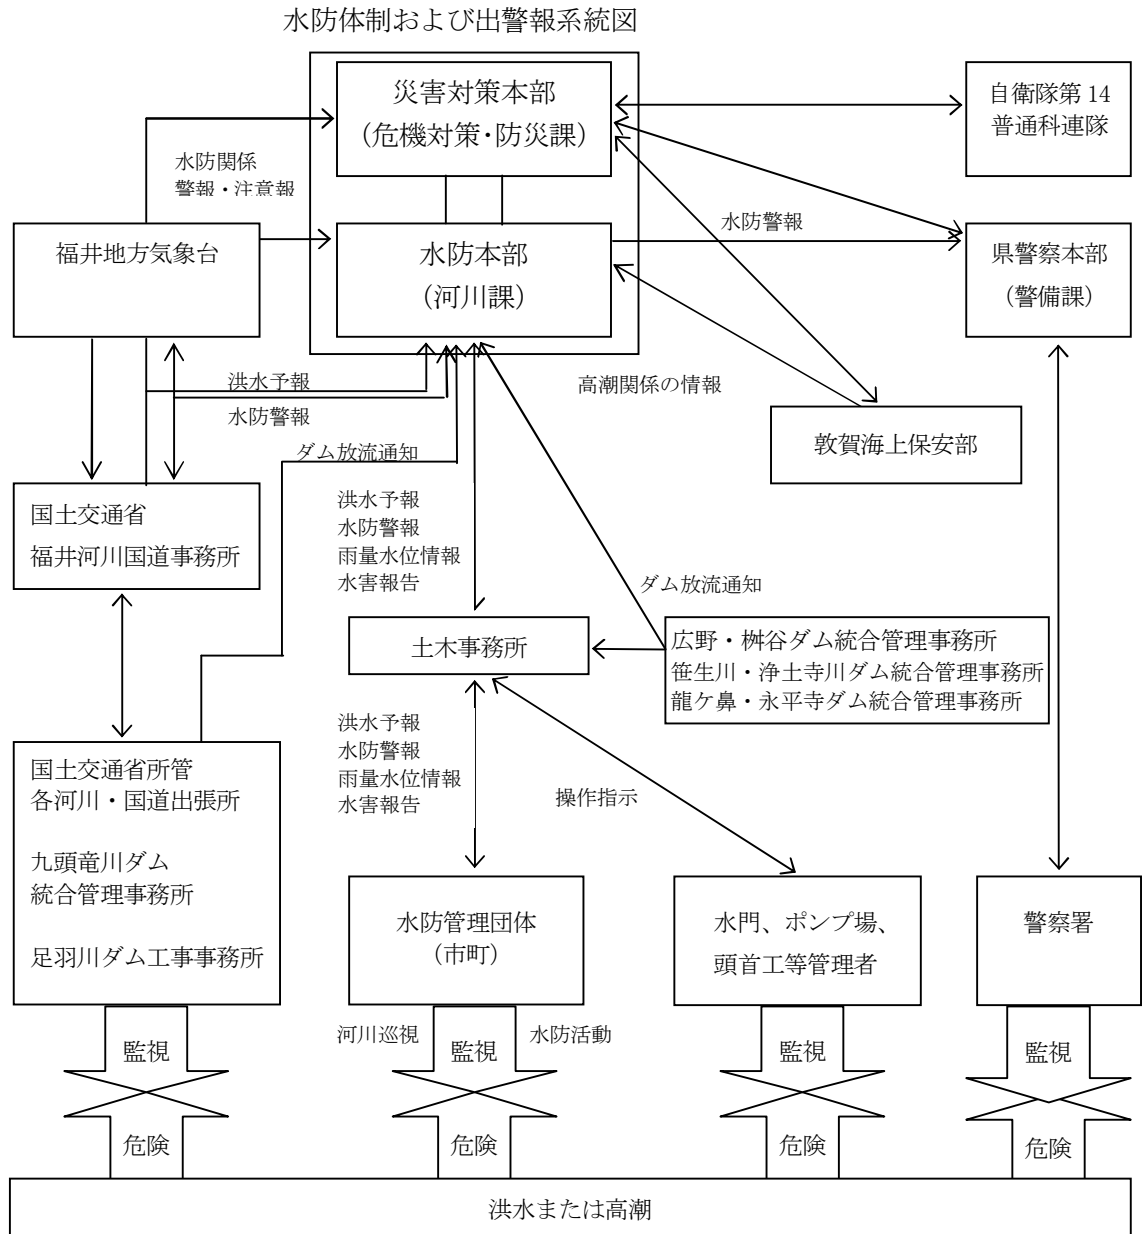 水防体制および出警報系統図
災害対策本部
(危機対策・防災課)
自衛隊第 14
普通科連隊
水防関係
警報・注意報
福井地方気象台
水防本部
(河川課)
水防警報
県警察本部
(警備課)
洪水予報
水防警報
高潮関係の情報
敦賀海上保安部
ダム放流通知
国土交通省
福井河川国道事務所
洪水予報
水防警報
雨量水位情報
水害報告
ダム放流通知
土木事務所
広野・桝谷ダム統合管理事務所
笹生川・浄土寺川ダム統合管理事務所
龍ケ鼻・永平寺ダム統合管理事務所
洪水予報
水防警報
雨量水位情報
水害報告
操作指示
国土交通省所管
各河川・国道出張所
九頭竜川ダム
統合管理事務所
足羽川ダム工事事務所
水防管理団体
(市町)
水門、ポンプ場、
頭首工等管理者
警察署
河川巡視
水防活動
監視
監視
監視
監視
危険
危険
危険
危険
洪水または高潮